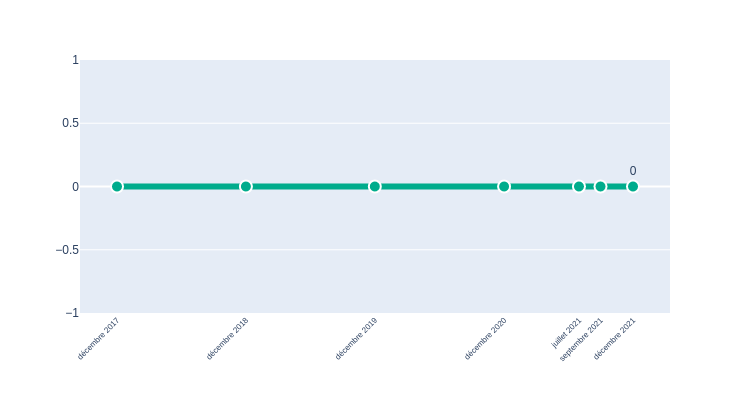 1
0.5
0
0
−0.5
−1
décembre 2017
décembre 2018
décembre 2019
décembre 2020
juillet 2021
septembre 2021
décembre 2021